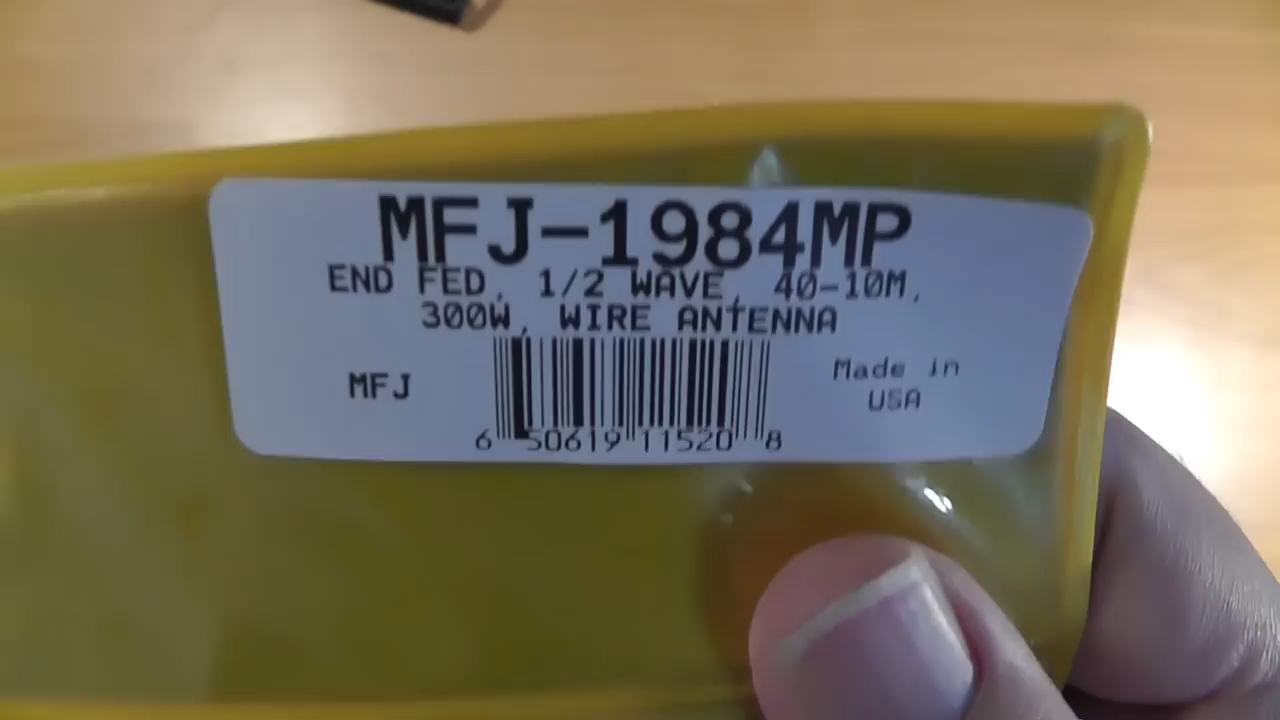 MFJ-1984MP
END FED, 1/2 WAVE, 40-10M,
300W, WIRE ANTENNA
MFJ
Made in
USA
6 50619 11520 8